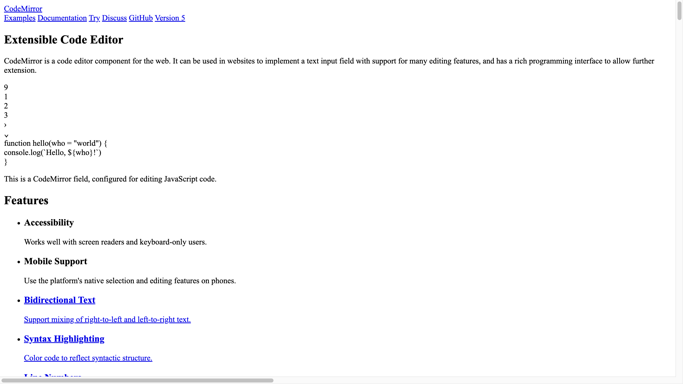 CodeMirror
Examples Documentation Try Discuss GitHub Version 5
Extensible Code Editor
CodeMirror is a code editor component for the web. It can be used in websites to implement a text input field with support for many editing features, and has a rich programming interface to allow further
extension.
9
1
2
3
›
⌄
function hello(who = "world") {
console.log(`Hello, ${who}!`)
}
This is a CodeMirror field, configured for editing JavaScript code.
Features
• Accessibility
Works well with screen readers and keyboard-only users.
• Mobile Support
Use the platform's native selection and editing features on phones.
• Bidirectional Text
Support mixing of right-to-left and left-to-right text.
• Syntax Highlighting
Color code to reflect syntactic structure.
• Line Numbers